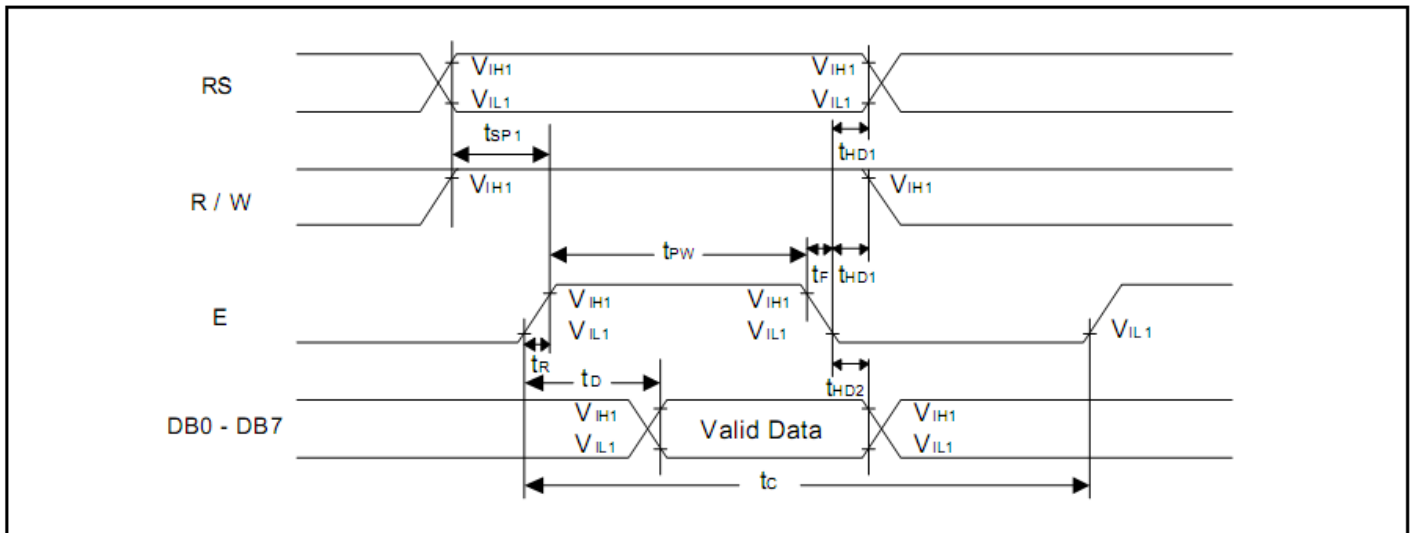 RS
VIH1 VIH1
VIL1 VIL1
tSP1 tHD1
R / W
VIH1 VIH1
tPW
tF tHD1
E
VIH1 VIH1
VIL1 VIL1 VIL1
tR
tD tHD2
DB0 - DB7
VIH1 Valid Data VIH1
VIL1 VIL1
tC